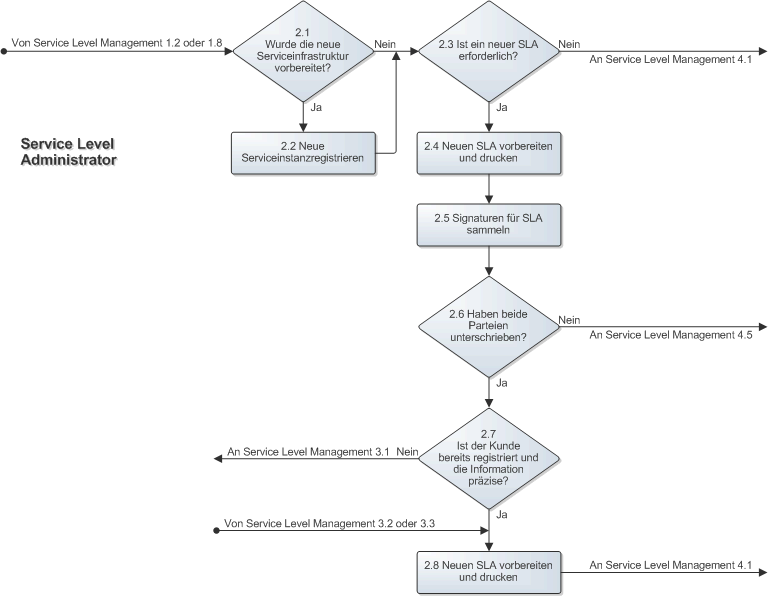 Von Service Level Management 1.2 oder 1.8
2.1
Wurde die neue
Serviceinfrastruktur
vorbereitet?
Nein
2.3 Ist ein neuer SLA
erforderlich?
Nein
An Service Level Management 4.1
Ja
Ja
Service Level
Administrator
2.2 Neue
Serviceinstanzregistrieren
2.4 Neuen SLA vorbereiten
und drucken
2.5 Signaturen für SLA
sammeln
2.6 Haben beide
Parteien
unterschrieben?
Nein
An Service Level Management 4.5
Ja
2.7
Ist der Kunde
bereits registriert und
die Information
präzise?
An Service Level Management 3.1 Nein
Ja
Von Service Level Management 3.2 oder 3.3
2.8 Neuen SLA vorbereiten
und drucken
An Service Level Management 4.1